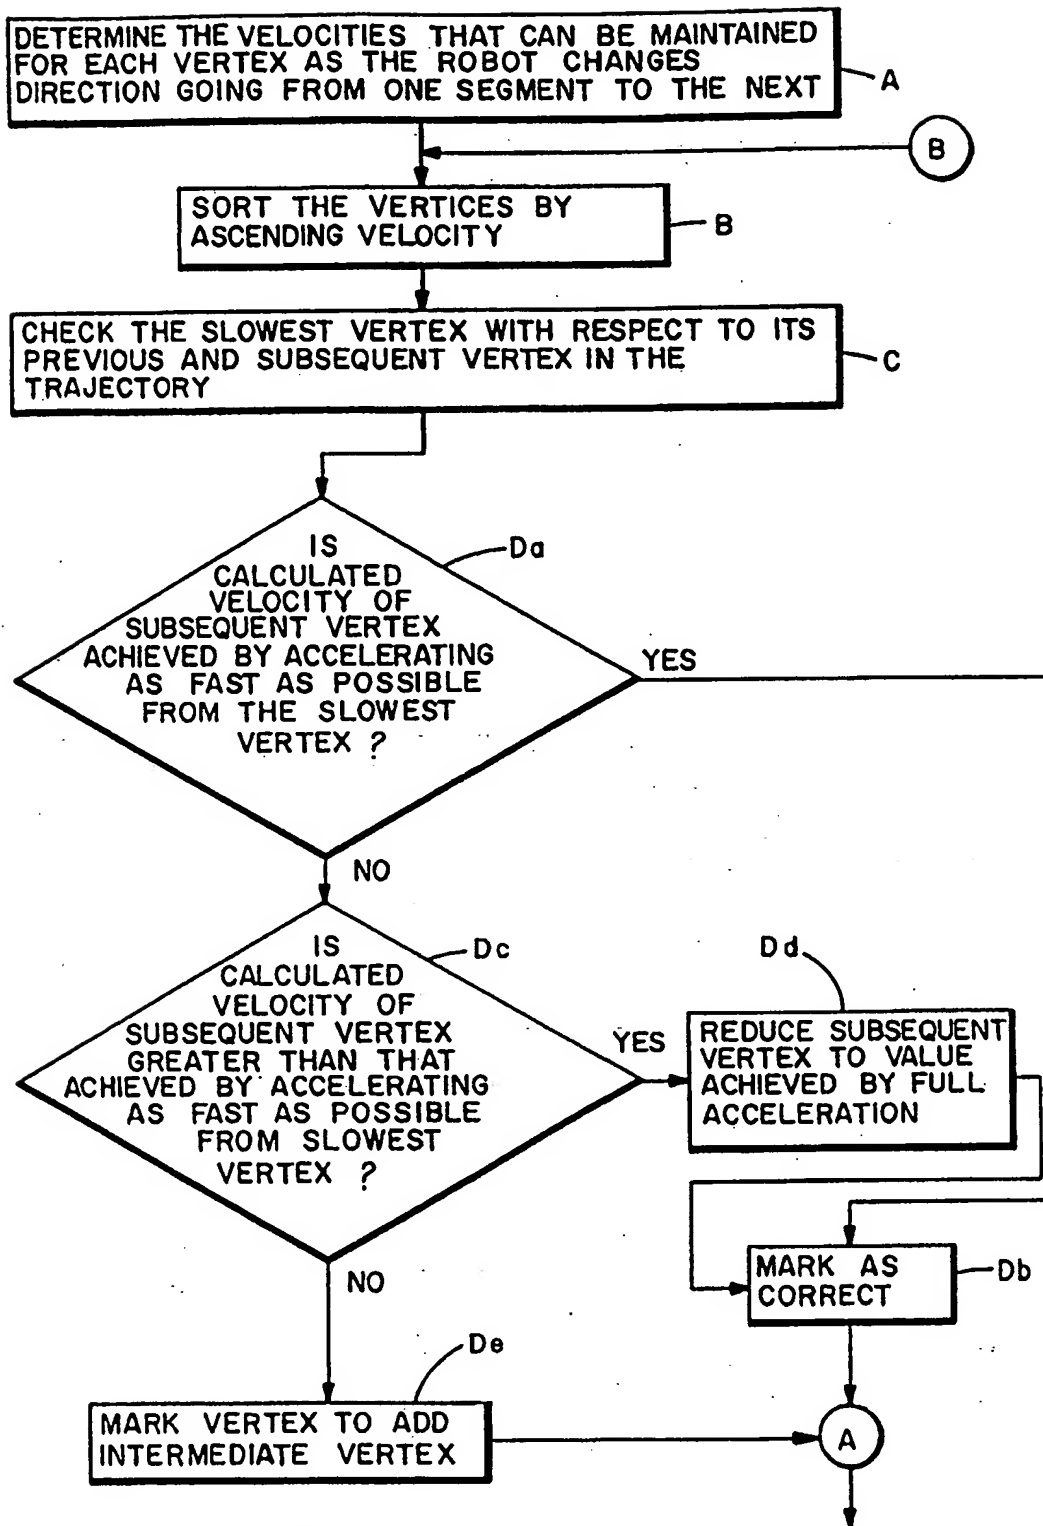 DETERMINE THE VELOCITIES THAT CAN BE MAINTAINED
FOR EACH VERTEX AS THE ROBOT CHANGES
DIRECTION GOING FROM ONE SEGMENT TO THE NEXT
A
B
SORT THE VERTICES BY
ASCENDING VELOCITY
B
CHECK THE SLOWEST VERTEX WITH RESPECT TO ITS
PREVIOUS AND SUBSEQUENT VERTEX IN THE
TRAJECTORY
C
IS
CALCULATED
VELOCITY OF
SUBSEQUENT VERTEX
ACHIEVED BY ACCELERATING
AS FAST AS POSSIBLE
FROM THE SLOWEST
VERTEX ?
Da
YES
NO
IS
CALCULATED
VELOCITY OF
SUBSEQUENT VERTEX
GREATER THAN THAT
ACHIEVED BY ACCELERATING
AS FAST AS POSSIBLE
FROM SLOWEST
VERTEX ?
Dc
YES
Dd
REDUCE SUBSEQUENT
VERTEX TO VALUE
ACHIEVED BY FULL
ACCELERATION
NO
MARK AS
CORRECT
Db
De
MARK VERTEX TO ADD
INTERMEDIATE VERTEX
A